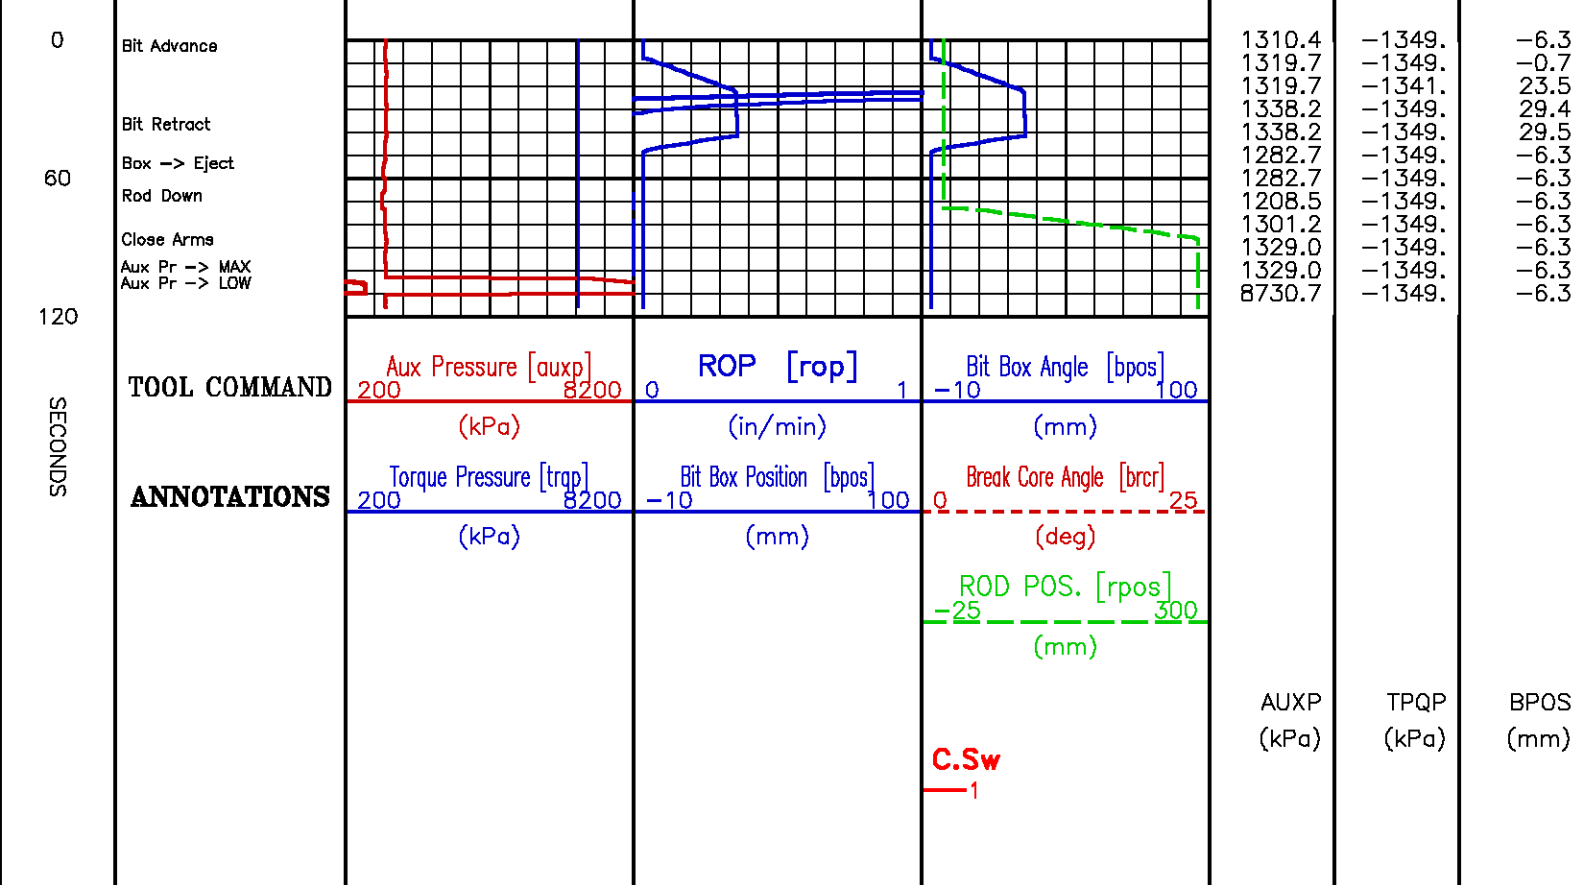 0 Bit Advance 1310.4 -1349. -6.3
1319.7 -1349. -0.7
1319.7 -1341. 23.5
1338.2 -1349. 29.4
Bit Retract 1338.2 -1349. 29.5
Box -> Eject 1282.7 -1349. -6.3
60 1282.7 -1349. -6.3
Rod Down 1208.5 -1349. -6.3
1301.2 -1349. -6.3
Close Arms 1329.0 -1349. -6.3
Aux Pr -> MAX 1329.0 -1349. -6.3
Aux Pr -> LOW 8730.7 -1349. -6.3
120
SECONDS
TOOL COMMAND
ANNOTATIONS
Aux Pressure [auxp]
200 8200
(kPa)
Torque Pressure [trqp]
200 8200
(kPa)
ROP [rop]
0 1
(in/min)
Bit Box Position [bpos]
-10 100
(mm)
Bit Box Angle [bpos]
-10 100
(mm)
Break Core Angle [brcr]
0 25
(deg)
ROD POS. [rpos]
-25 300
(mm)
C.Sw
1
AUXP TPQP BPOS
(kPa) (kPa) (mm)